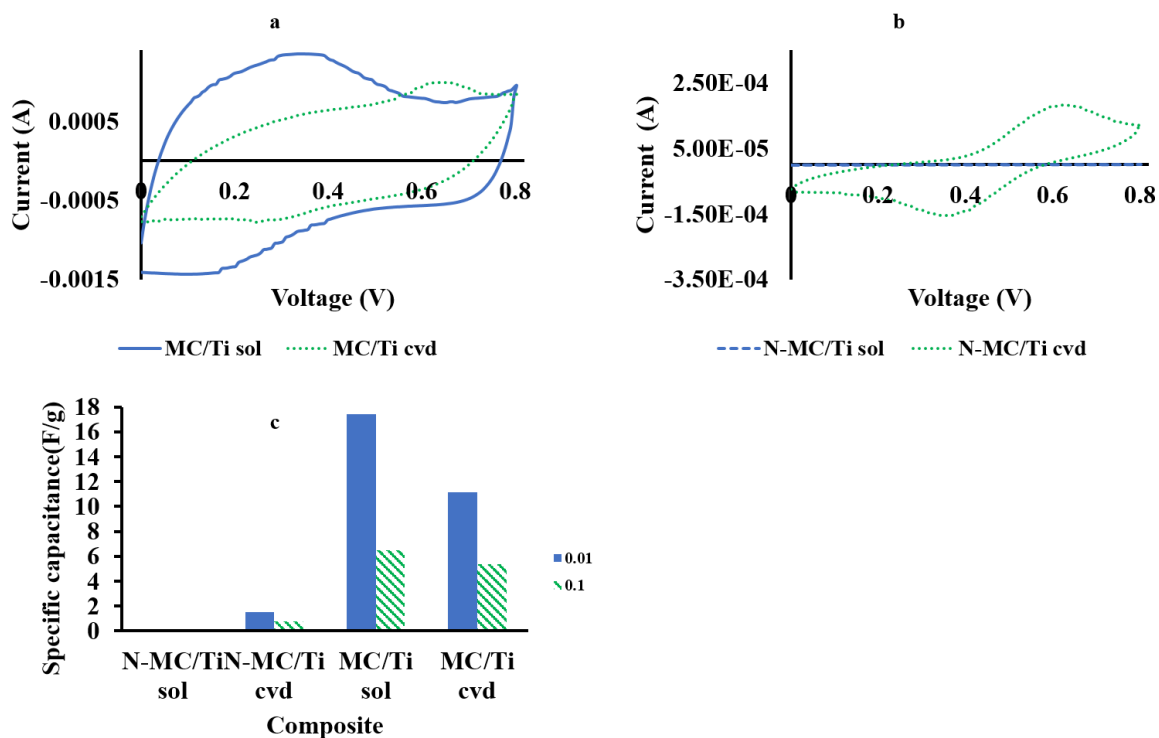 a
Current (A)
0.0005
-0.0005
-0.0015
0 0.2 0.4 0.6 0.8
Voltage (V)
MC/Ti sol MC/Ti cvd
b
Current (A)
2.50E-04
5.00E-05
-1.50E-04
-3.50E-04
0 0.2 0.4 0.6 0.8
Voltage (V)
N-MC/Ti sol N-MC/Ti cvd
c
Specific capacitance(F/g)
18
16
14
12
10
8
6
4
2
0
N-MC/Ti sol
N-MC/Ti cvd
MC/Ti sol
MC/Ti cvd
Composite
0.01
0.1